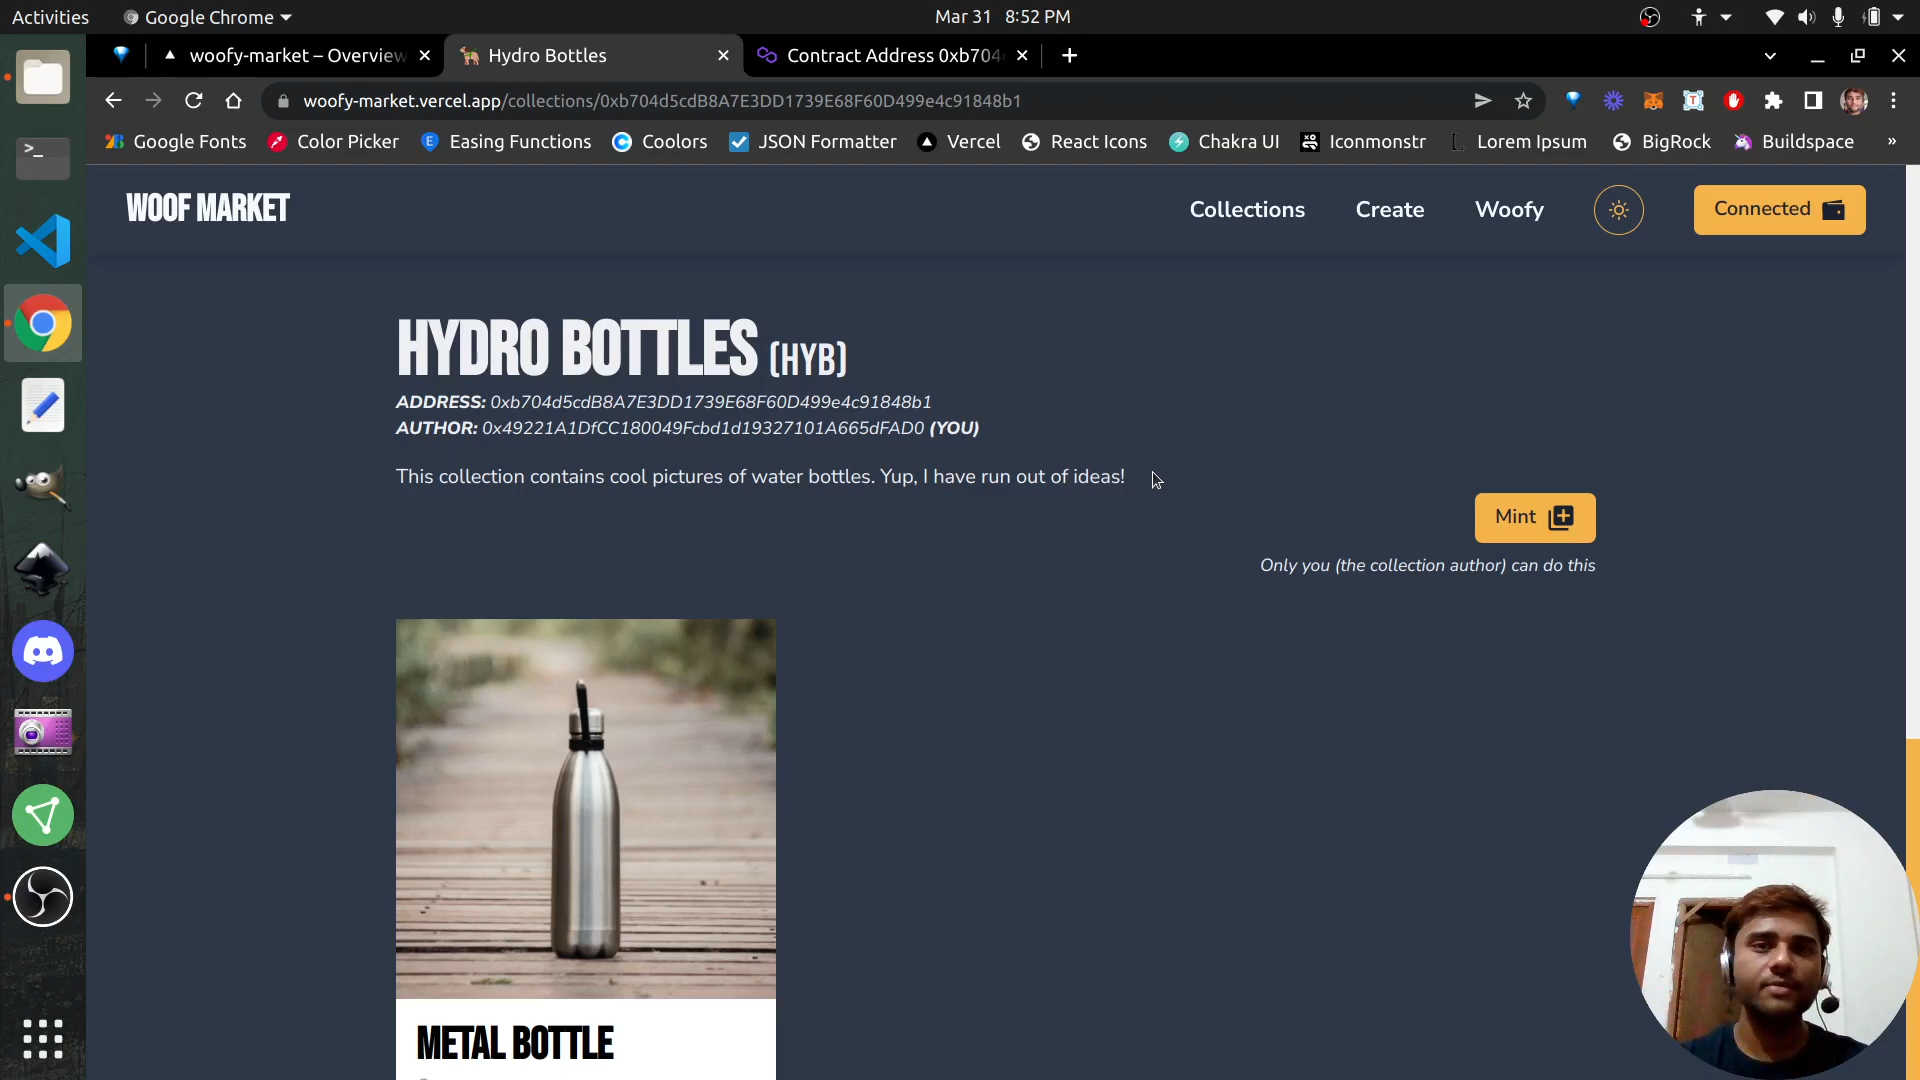 Activities
Google Chrome
Mar 31 8:52 PM
woofy-market – Overview
Hydro Bottles
Contract Address 0xb704
woofy-market.vercel.app/collections/0xb704d5cdB8A7E3DD1739E68F60D499e4c91848b1
Google Fonts
Color Picker
Easing Functions
Coolors
JSON Formatter
Vercel
React Icons
Chakra UI
Iconmonstr
Lorem Ipsum
BigRock
Buildspace
»
WOOF MARKET
Collections
Create
Woofy
Connected
HYDRO BOTTLES (HYB)
ADDRESS: 0xb704d5cdB8A7E3DD1739E68F60D499e4c91848b1
AUTHOR: 0x49221A1DfCC180049Fcbd1d19327101A665dFAD0 (YOU)
This collection contains cool pictures of water bottles. Yup, I have run out of ideas!
Mint
Only you (the collection author) can do this
METAL BOTTLE